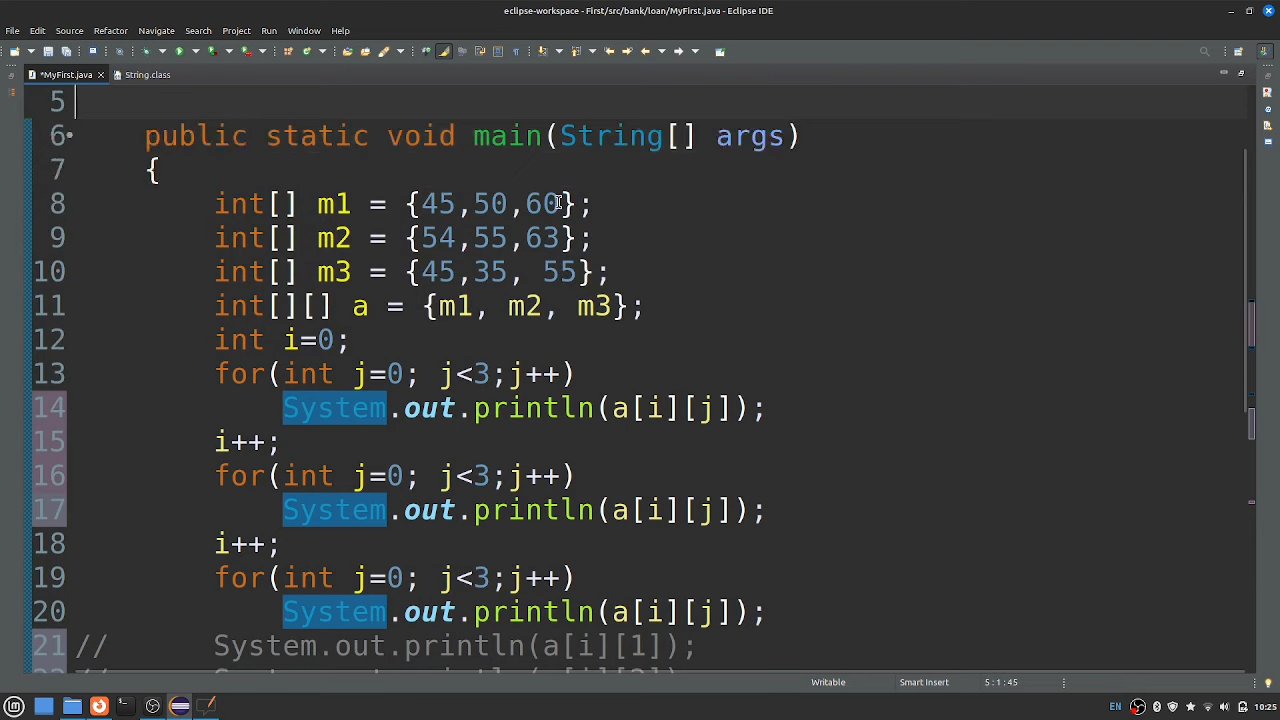 eclipse-workspace - First/src/bank/loan/MyFirst.java - Eclipse IDE
File Edit Source Refactor Navigate Search Project Run Window Help
*MyFirst.java String.class
5
6 public static void main(String[] args)
7 {
8 int[] m1 = {45,50,60};
9 int[] m2 = {54,55,63};
10 int[] m3 = {45,35, 55};
11 int[][] a = {m1, m2, m3};
12 int i=0;
13 for(int j=0; j<3;j++)
14 System.out.println(a[i][j]);
15 i++;
16 for(int j=0; j<3;j++)
17 System.out.println(a[i][j]);
18 i++;
19 for(int j=0; j<3;j++)
20 System.out.println(a[i][j]);
21 // System.out.println(a[i][1]);
Writable Smart Insert 5:1:45
EN 10:25